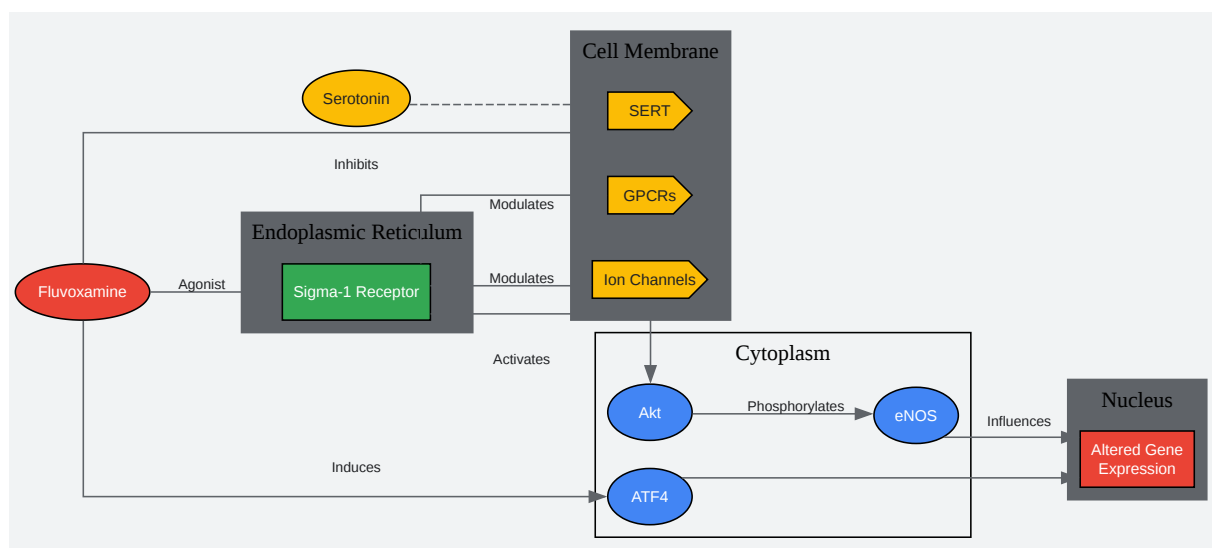 Cell Membrane
Serotonin
SERT
Inhibits
GPCRs
Modulates
Endoplasmic Reticulum
Ion Channels
Modulates
Agonist
Fluvoxamine
Sigma-1 Receptor
Activates
Cytoplasm
Akt
Phosphorylates
eNOS
Influences
Nucleus
Altered Gene
Expression
Induces
ATF4